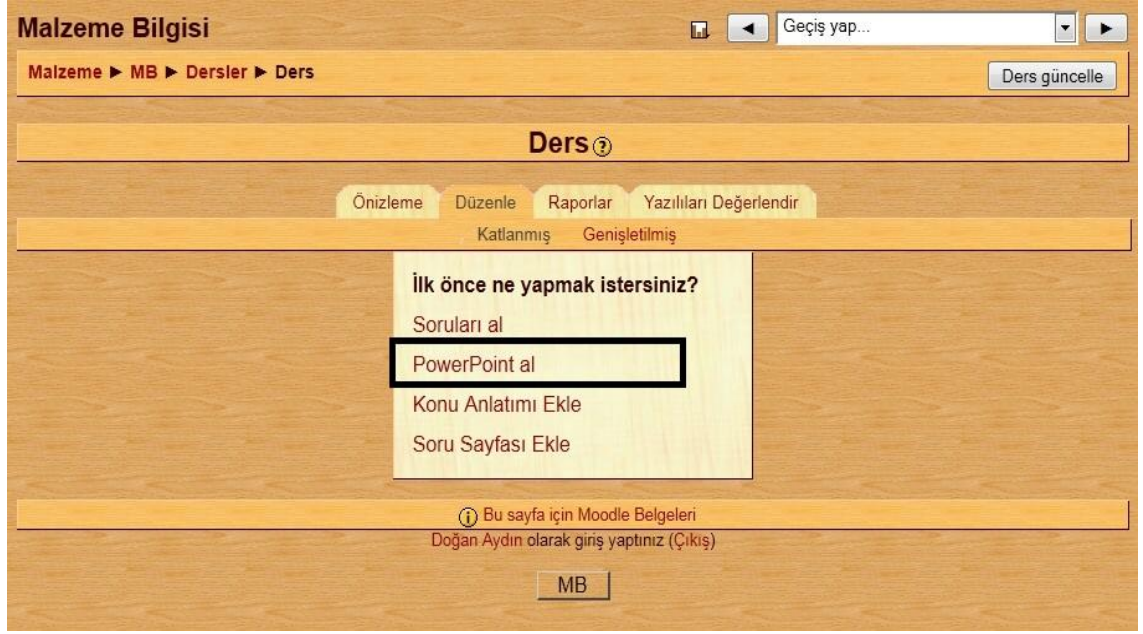 Malzeme Bilgisi
Geçiş yap...
Malzeme ► MB ► Dersler ► Ders
Ders güncelle
Ders
Önizleme Düzenle Raporlar Yazılıları Değerlendir
Katlanmış Genişletilmiş
İlk önce ne yapmak istersiniz?
Soruları al
PowerPoint al
Konu Anlatımı Ekle
Soru Sayfası Ekle
Bu sayfa için Moodle Belgeleri
Doğan Aydın olarak giriş yaptınız (Çıkış)
MB